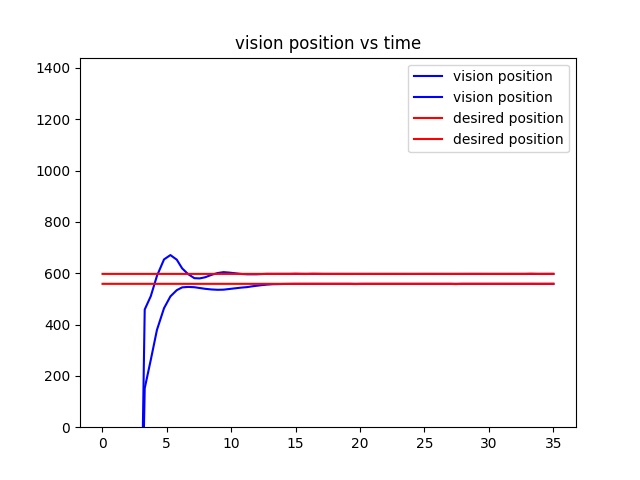 vision position vs time
1400
1200
1000
800
600
400
200
0
vision position
vision position
desired position
desired position
0 5 10 15 20 25 30 35